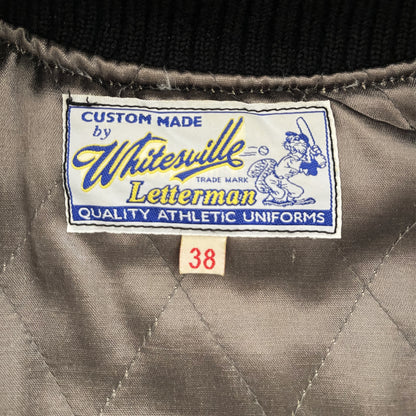 CUSTOM MADE
by
Whitesville
TRADE MARK
Letterman
QUALITY ATHLETIC UNIFORMS
38